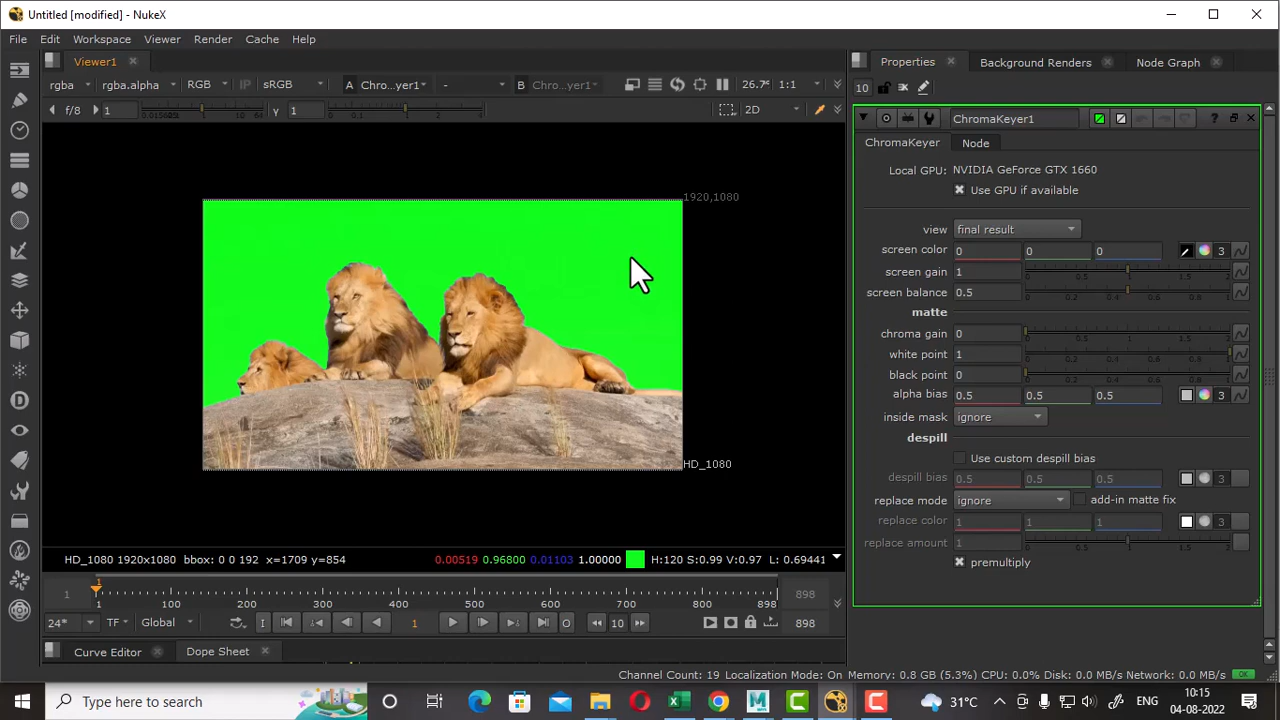 Untitled [modified] - NukeX
File Edit Workspace Viewer Render Cache Help
Viewer1
Properties Background Renders Node Graph
rgba rgba.alpha RGB IP sRGB A Chro...yer1 - B Chro...yer1 26.7° 1:1
10
f/8 1 γ 1 2D
ChromaKeyer1
ChromaKeyer Node
Local GPU: NVIDIA GeForce GTX 1660
Use GPU if available
1920,1080
view final result
screen color 0 0 0 3
screen gain 1
screen balance 0.5
matte
chroma gain 0
white point 1
black point 0
alpha bias 0.5 0.5 0.5 3
inside mask ignore
despill
Use custom despill bias
HD_1080
despill bias 0.5 0.5 0.5 3
replace mode ignore add-in matte fix
replace color 1 1 1 3
replace amount 1
premultiply
HD_1080 1920x1080 bbox: 0 0 192 x=1709 y=854 0.00519 0.96800 0.01103 1.00000 H:120 S:0.99 V:0.97 L: 0.69441
1
1 1 100 200 300 400 500 600 700 800 898 898
24* TF Global I 1 O 10 898
Curve Editor Dope Sheet
Channel Count: 19 Localization Mode: On Memory: 0.8 GB (5.3%) CPU: 0.0% Disk: 0.0 MB/s Network: 0.0 MB/s OK
Type here to search
31°C ENG 10:15
04-08-2022